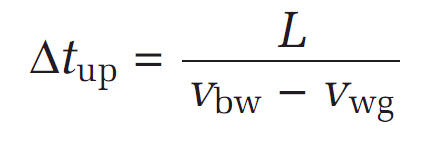 Δt_up = L / (v_bw − v_wg)